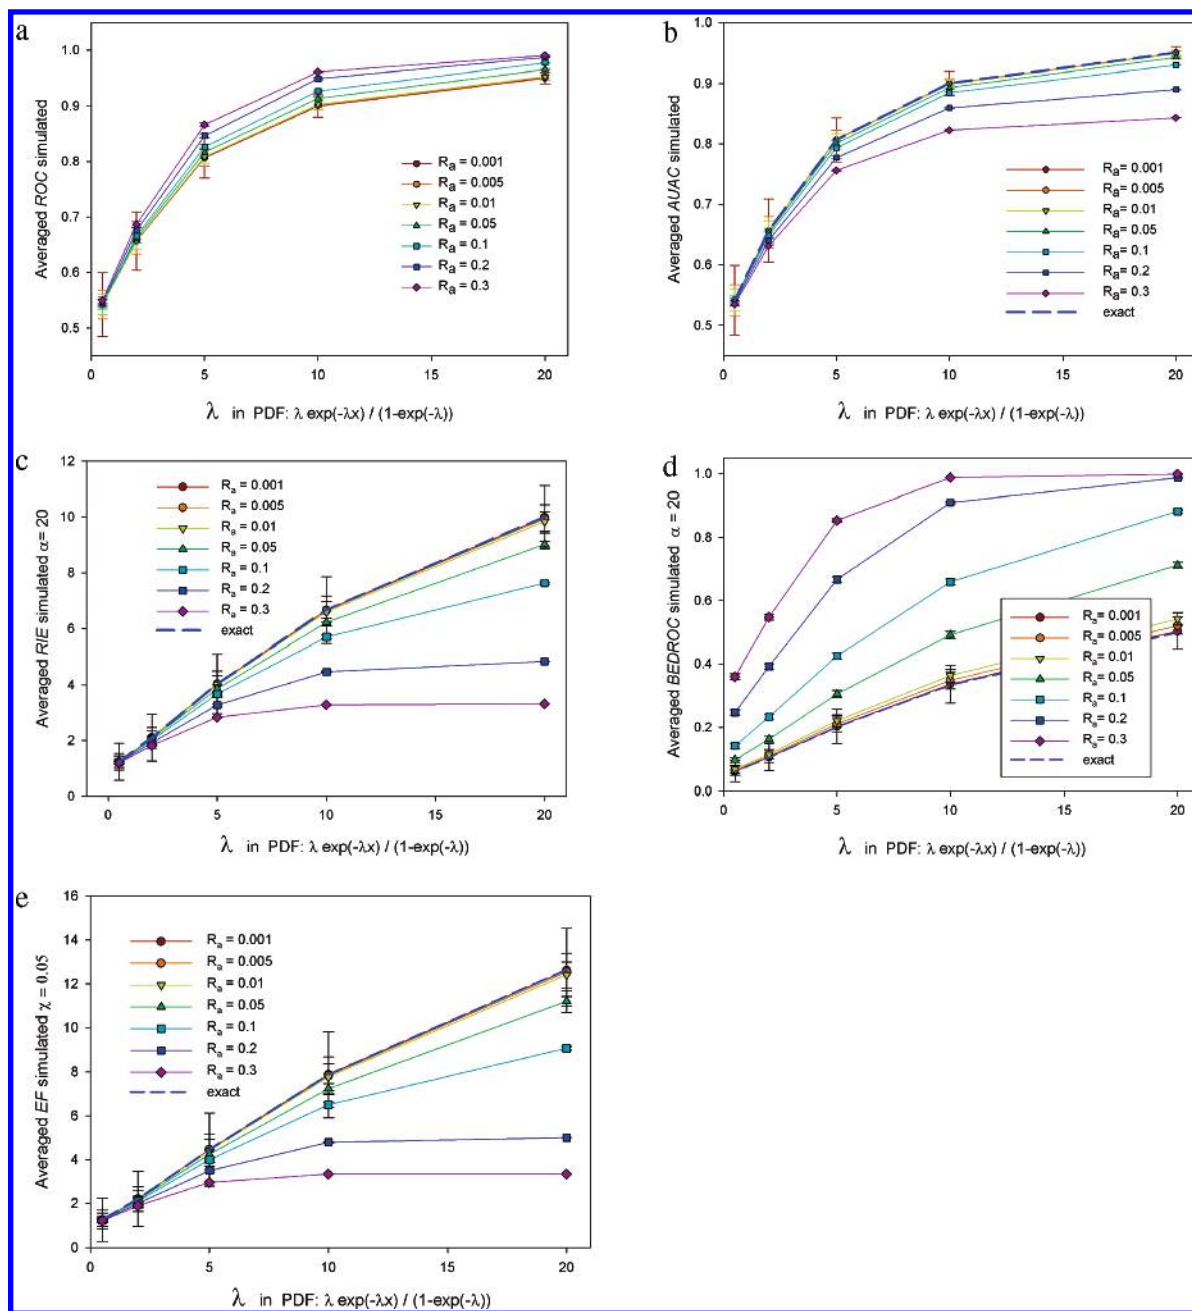 a
Averaged ROC simulated
1.0
0.9
0.8
0.7
0.6
0.5
Ra = 0.001
Ra = 0.005
Ra = 0.01
Ra = 0.05
Ra = 0.1
Ra = 0.2
Ra = 0.3
0 5 10 15 20
λ in PDF: λ exp(-λx) / (1-exp(-λ))
b
Averaged AUAC simulated
1.0
0.9
0.8
0.7
0.6
0.5
Ra= 0.001
Ra= 0.005
Ra= 0.01
Ra= 0.05
Ra= 0.1
Ra= 0.2
Ra= 0.3
exact
0 5 10 15 20
λ in PDF: λ exp(-λx) / (1-exp(-λ))
c
Averaged RIE simulated α= 20
12
10
8
6
4
2
0
Ra = 0.001
Ra = 0.005
Ra = 0.01
Ra = 0.05
Ra = 0.1
Ra = 0.2
Ra = 0.3
exact
0 5 10 15 20
λ in PDF: λ exp(-λx) / (1-exp(-λ))
d
Averaged BEDROC simulated α = 20
1.0
0.8
0.6
0.4
0.2
0.0
Ra = 0.001
Ra = 0.005
Ra = 0.01
Ra = 0.05
Ra = 0.1
Ra = 0.2
Ra = 0.3
exact
0 5 10 15 20
λ in PDF: λ exp(-λx) / (1-exp(-λ))
e
Averaged EF simulated χ = 0.05
16
14
12
10
8
6
4
2
0
Ra = 0.001
Ra = 0.005
Ra = 0.01
Ra = 0.05
Ra = 0.1
Ra = 0.2
Ra = 0.3
exact
0 5 10 15 20
λ in PDF: λ exp(-λx) / (1-exp(-λ))